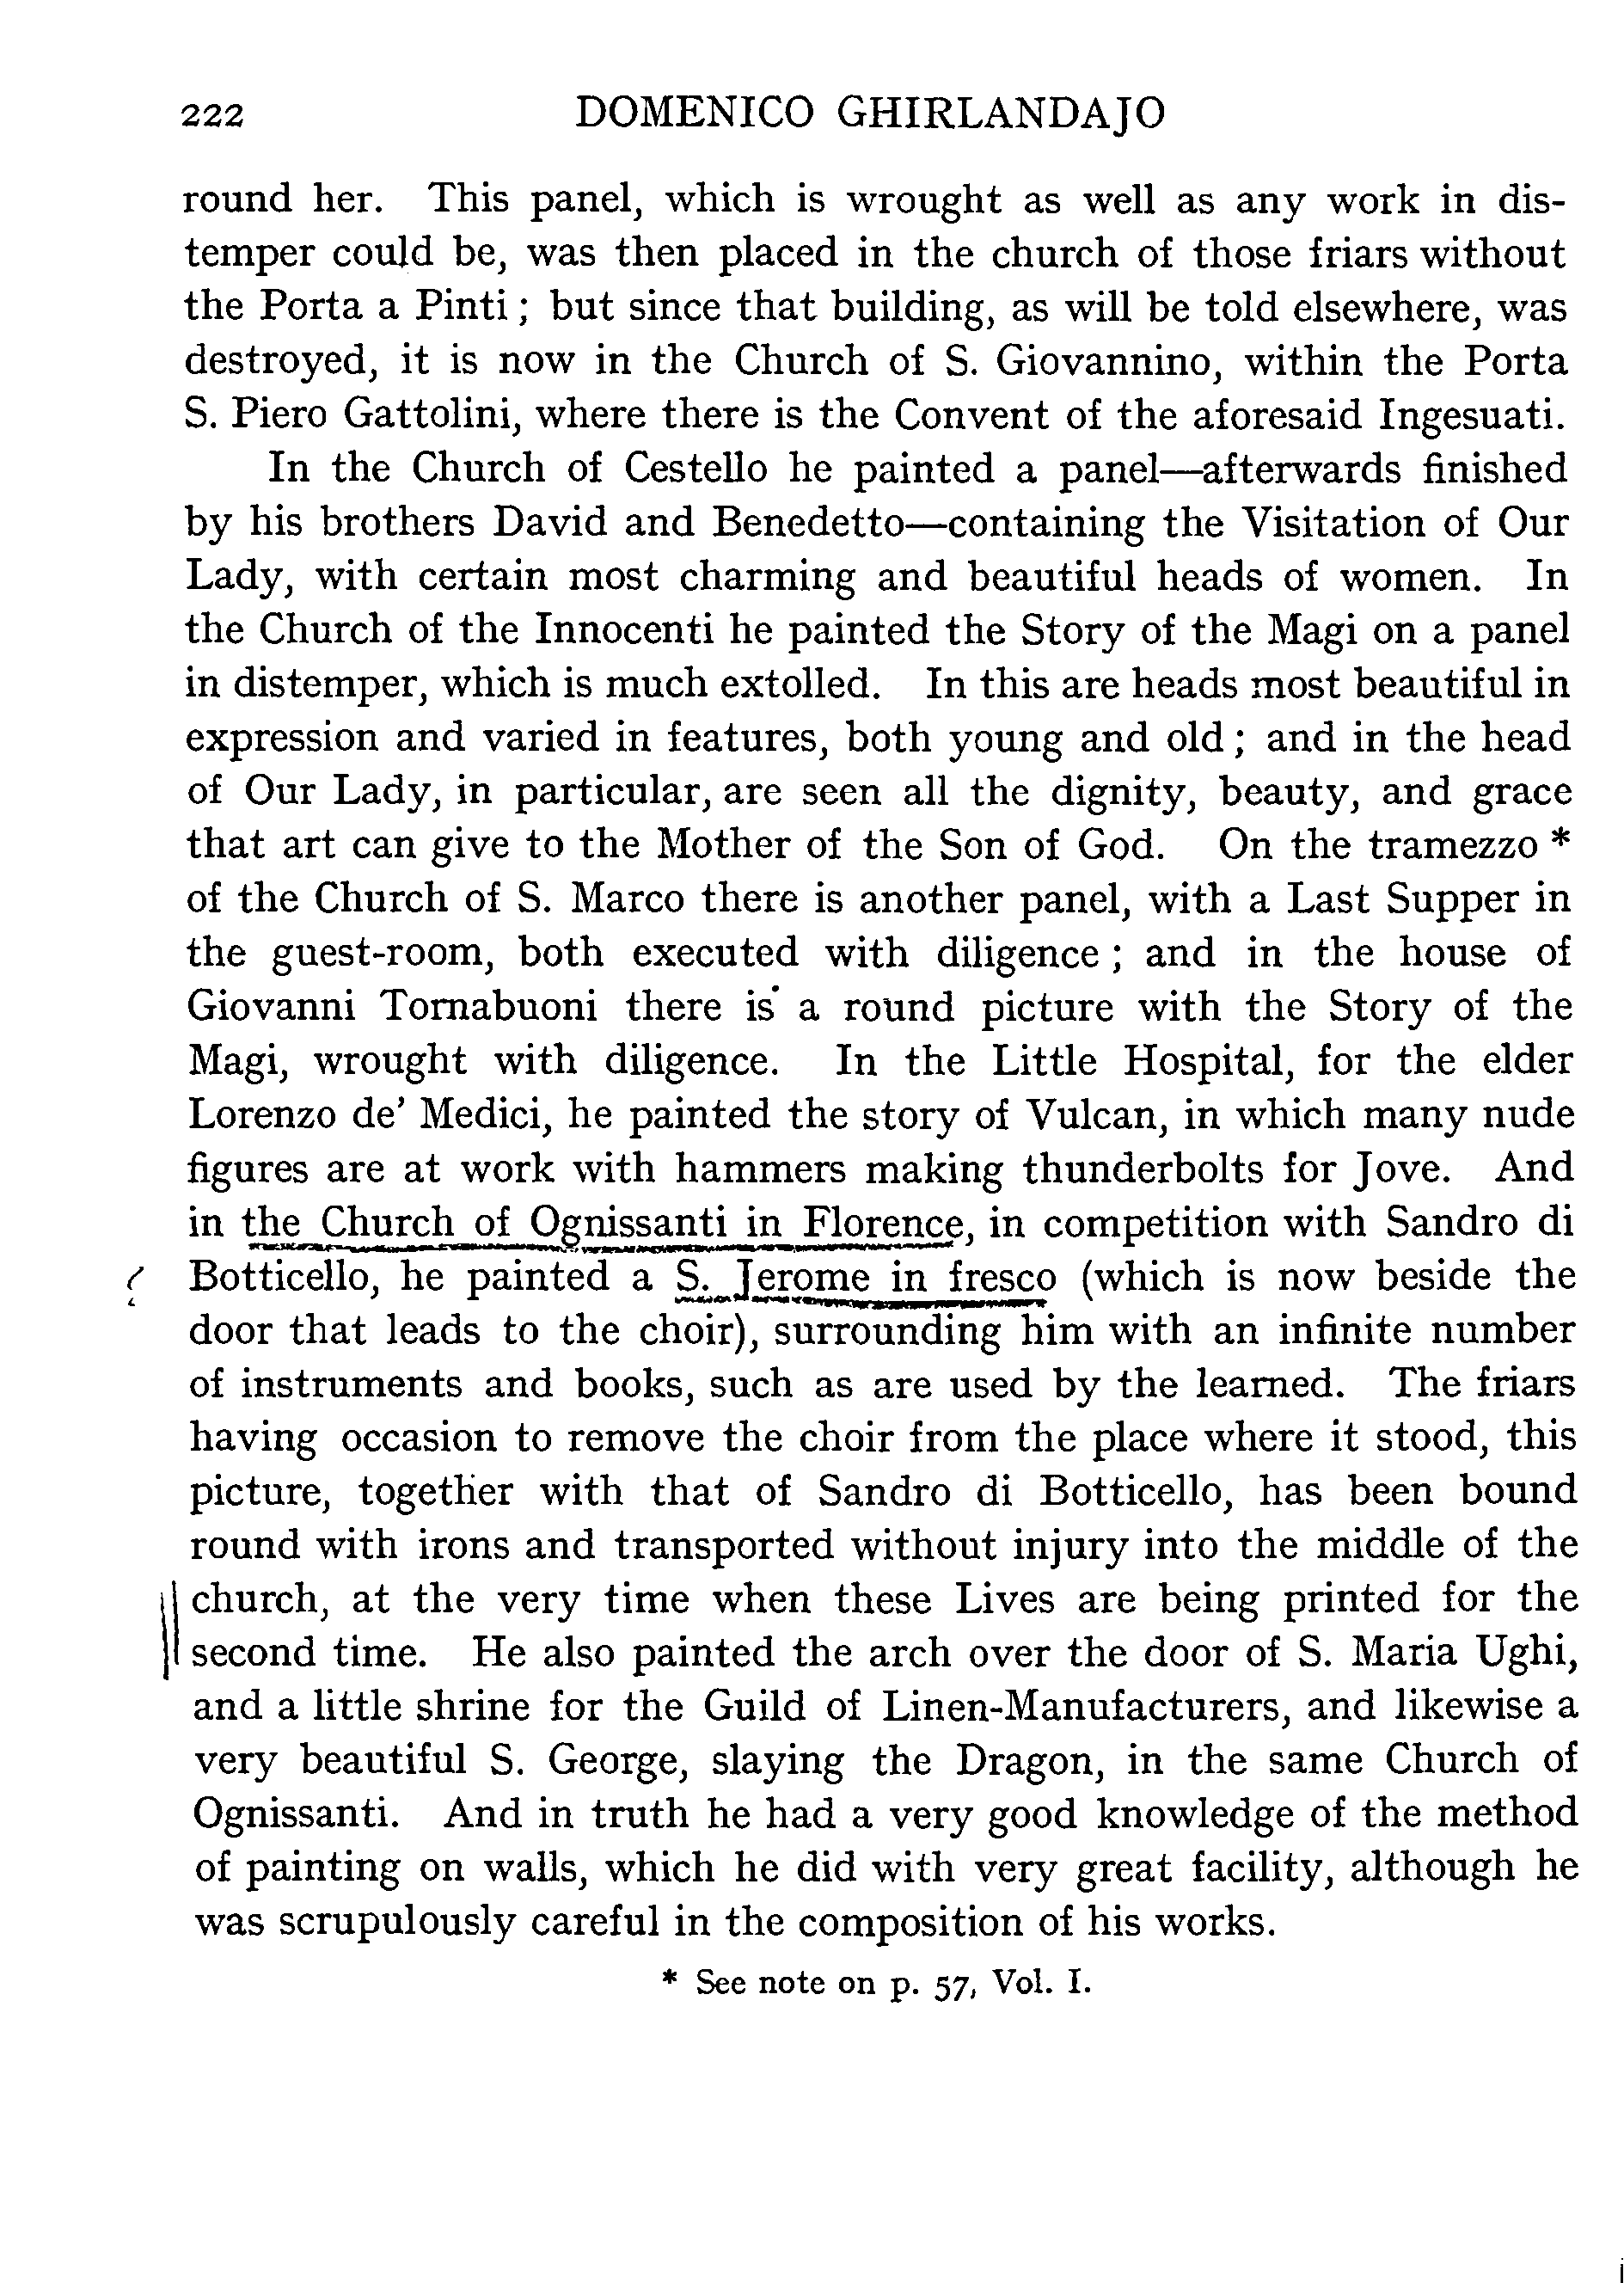 222 DOMENICO GHIRLANDAJO
round her. This panel, which is wrought as well as any work in dis-
temper could be, was then placed in the church of those friars without
the Porta a Pinti ; but since that building, as will be told elsewhere, was
destroyed, it is now in the Church of S. Giovannino, within the Porta
S. Piero Gattolini, where there is the Convent of the aforesaid Ingesuati.
In the Church of Cestello he painted a panel—afterwards finished
by his brothers David and Benedetto—containing the Visitation of Our
Lady, with certain most charming and beautiful heads of women. In
the Church of the Innocenti he painted the Story of the Magi on a panel
in distemper, which is much extolled. In this are heads most beautiful in
expression and varied in features, both young and old ; and in the head
of Our Lady, in particular, are seen all the dignity, beauty, and grace
that art can give to the Mother of the Son of God. On the tramezzo *
of the Church of S. Marco there is another panel, with a Last Supper in
the guest-room, both executed with diligence ; and in the house of
Giovanni Tornabuoni there is a round picture with the Story of the
Magi, wrought with diligence. In the Little Hospital, for the elder
Lorenzo de' Medici, he painted the story of Vulcan, in which many nude
figures are at work with hammers making thunderbolts for Jove. And
in the Church of Ognissanti in Florence, in competition with Sandro di
Botticello, he painted a S. Jerome in fresco (which is now beside the
door that leads to the choir), surrounding him with an infinite number
of instruments and books, such as are used by the learned. The friars
having occasion to remove the choir from the place where it stood, this
picture, together with that of Sandro di Botticello, has been bound
round with irons and transported without injury into the middle of the
church, at the very time when these Lives are being printed for the
second time. He also painted the arch over the door of S. Maria Ughi,
and a little shrine for the Guild of Linen-Manufacturers, and likewise a
very beautiful S. George, slaying the Dragon, in the same Church of
Ognissanti. And in truth he had a very good knowledge of the method
of painting on walls, which he did with very great facility, although he
was scrupulously careful in the composition of his works.
* See note on p. 57, Vol. I.